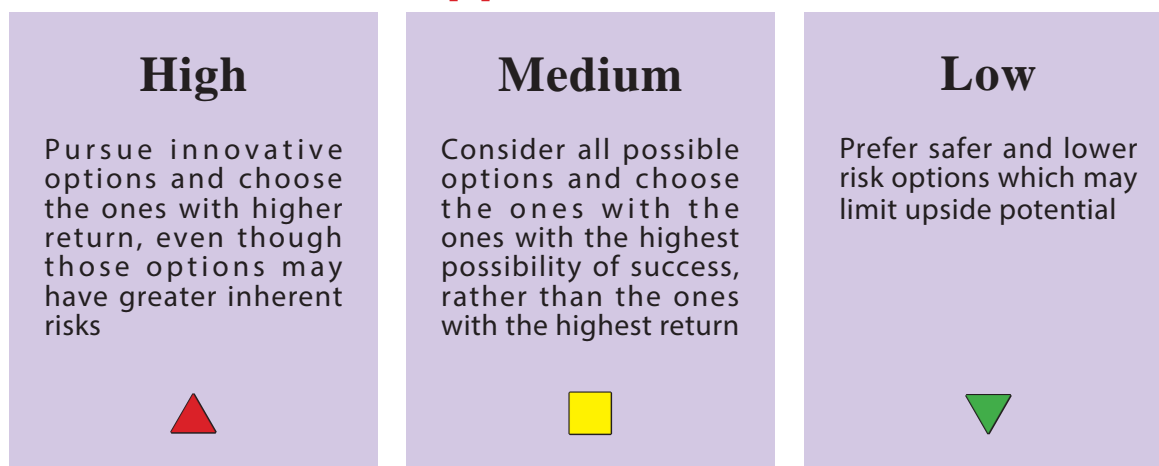 High
Pursue innovative
options and choose
the ones with higher
return, even though
those options may
have greater inherent
risks
Medium
Consider all possible
options and choose
the ones with the
ones with the highest
possibility of success,
rather than the ones
with the highest return
Low
Prefer safer and lower
risk options which may
limit upside potential